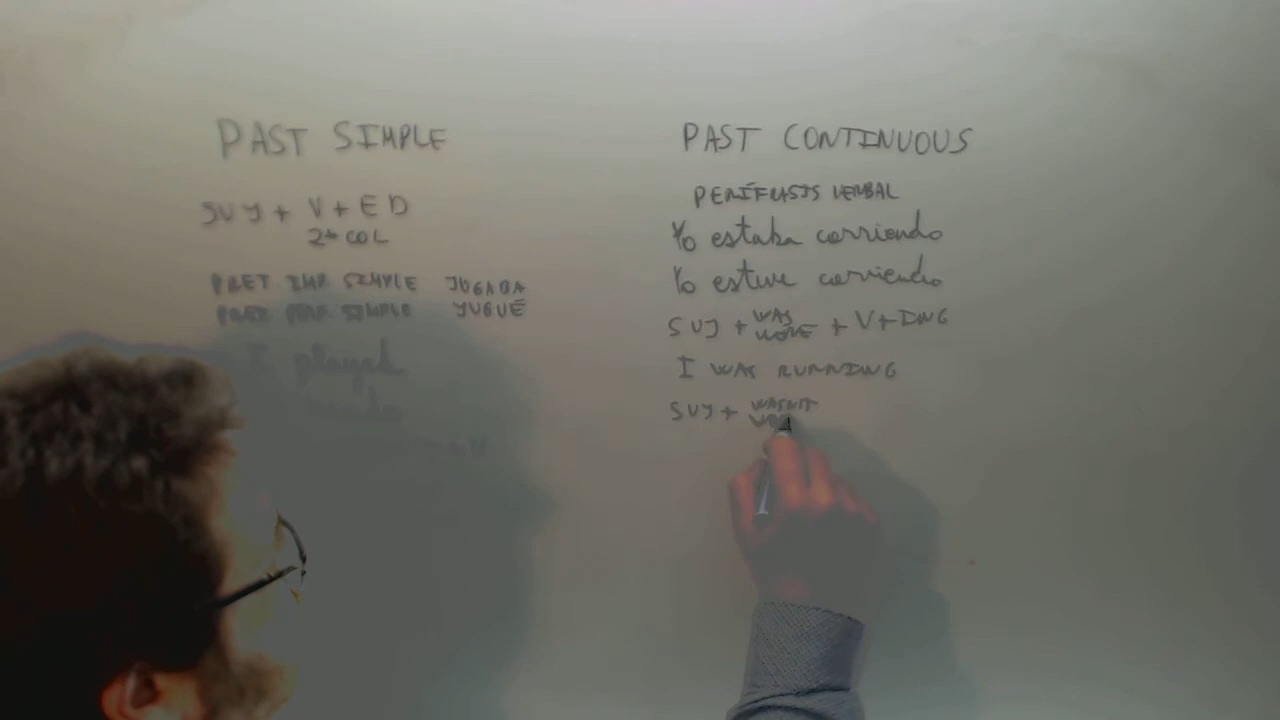 PAST SIMPLE
SUJ + V + ED
2ª COL
PRET IMP SIMPLE JUGABA
PRET PERF SIMPLE JUGUÉ
I played
PAST CONTINUOUS
PERÍFRASIS VERBAL
Yo estaba corriendo
Yo estuve corriendo
SUJ + WAS + V + ING
WERE
I WAS RUNNING
SUJ + WASN'T